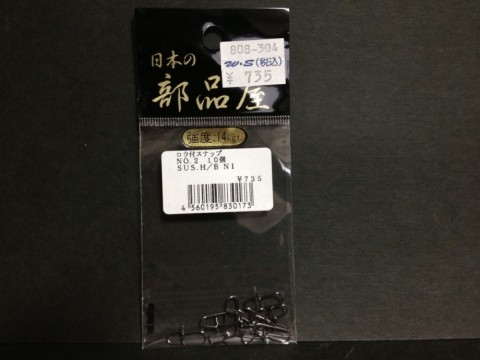 808-304
W.S(税込)
¥ 735
日本の
部品屋
強度:14kgf
ロウ付スナップ
NO.2 10個
SUS.H/B NI
¥735
4 560195 830173